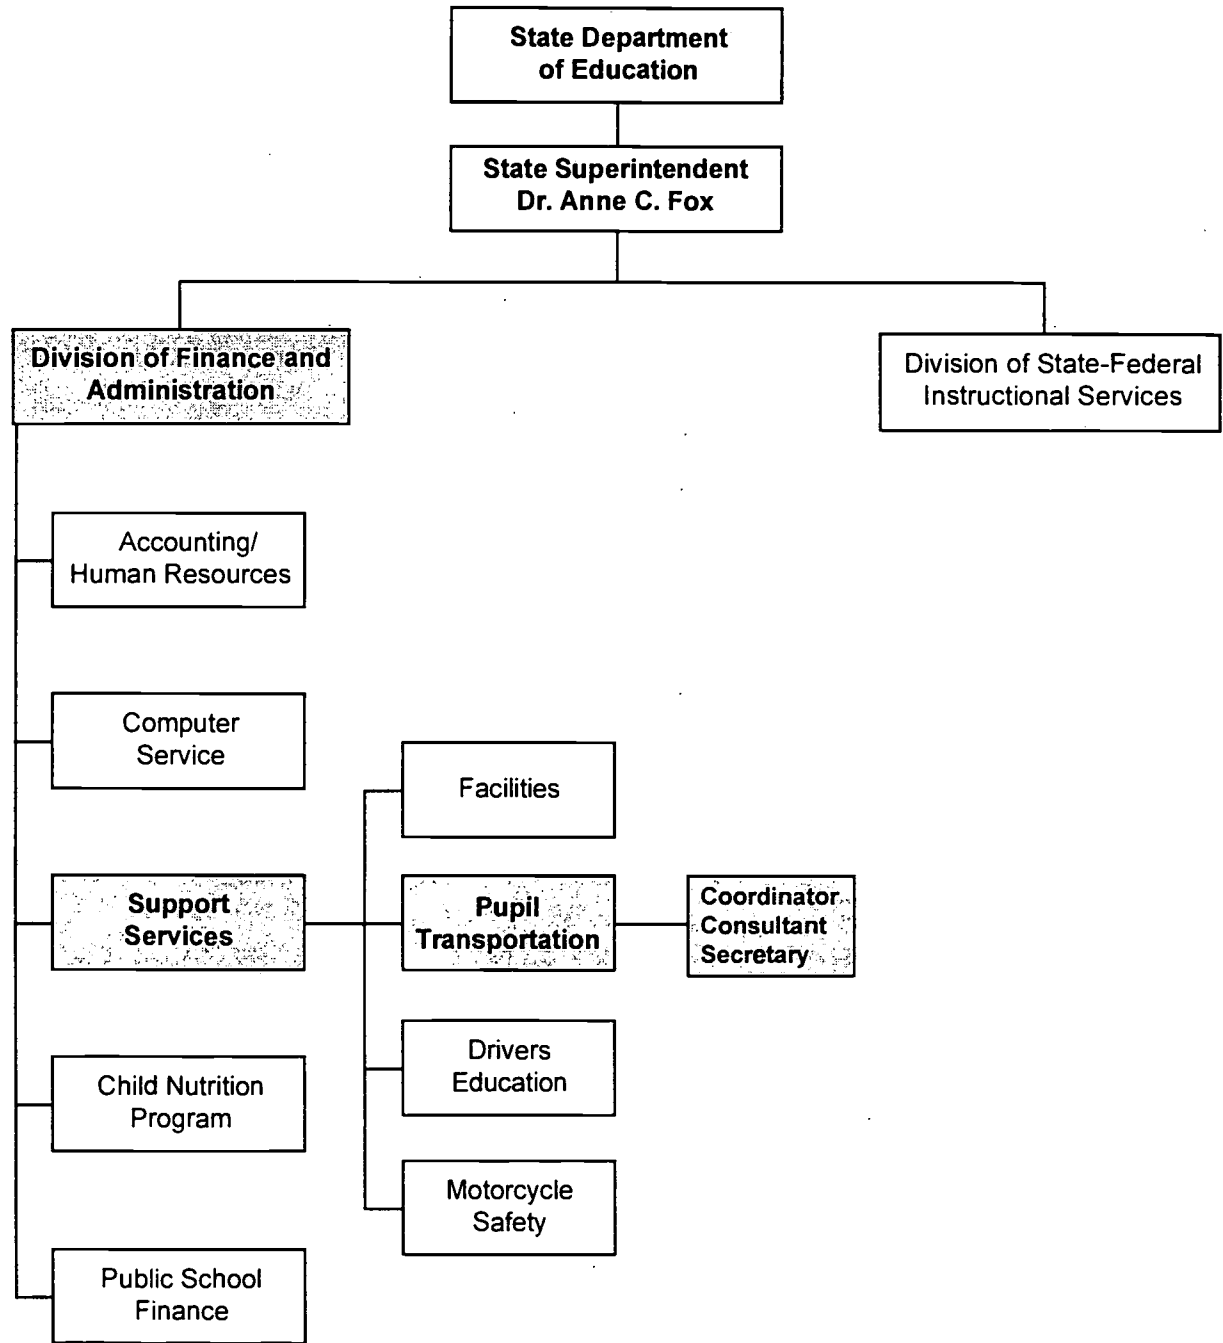 State Department
of Education
State Superintendent
Dr. Anne C. Fox
Division of Finance and
Administration
Division of State-Federal
Instructional Services
Accounting/
Human Resources
Computer
Service
Facilities
Support
Services
Pupil
Transportation
Coordinator
Consultant
Secretary
Drivers
Education
Child Nutrition
Program
Motorcycle
Safety
Public School
Finance